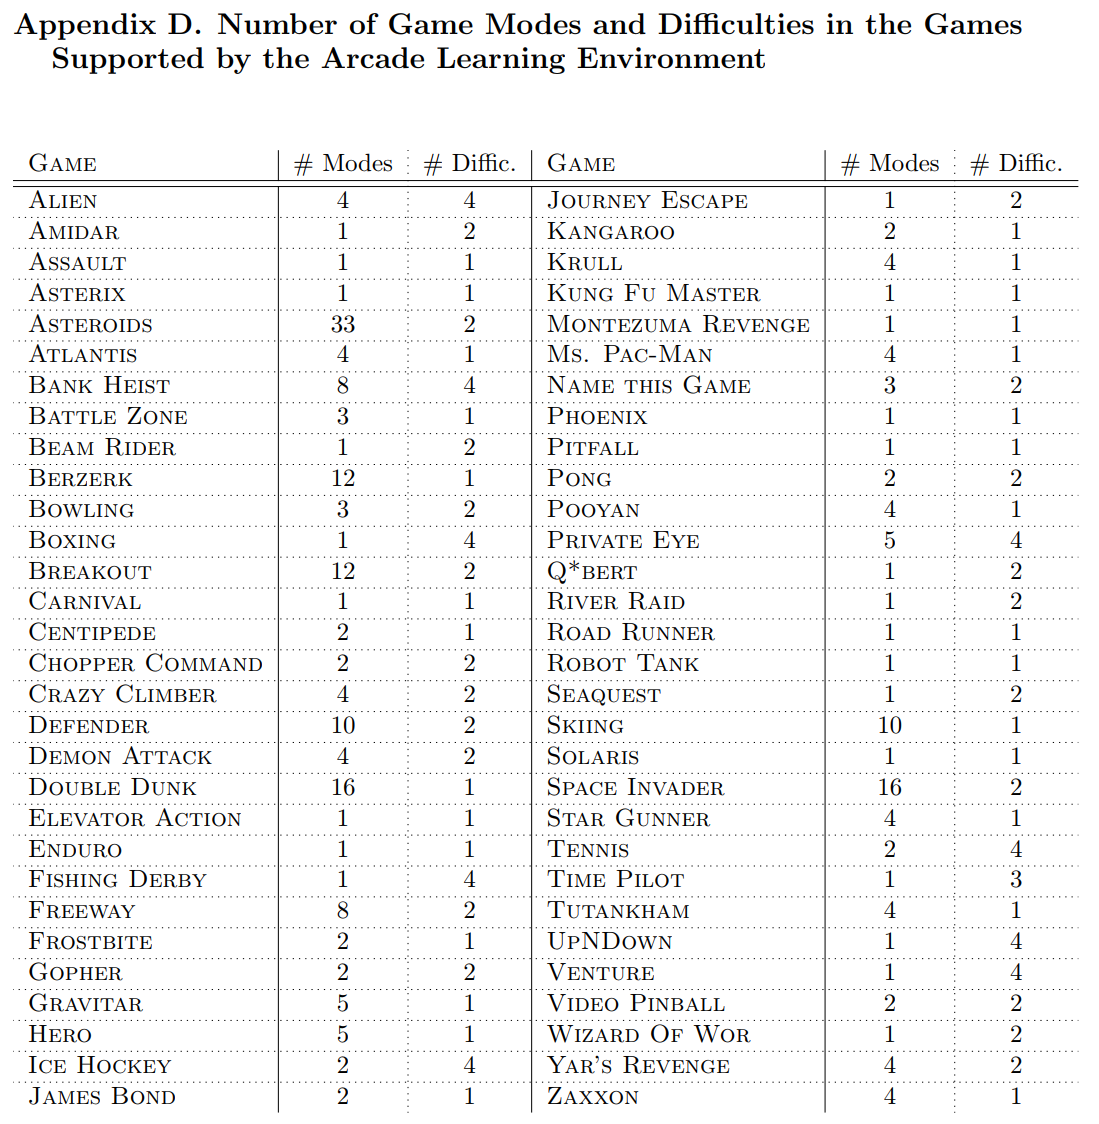 Appendix D. Number of Game Modes and Difficulties in the Games
Supported by the Arcade Learning Environment
Game # Modes # Diffic. Game # Modes # Diffic.
Alien 4 4 Journey Escape 1 2
Amidar 1 2 Kangaroo 2 1
Assault 1 1 Krull 4 1
Asterix 1 1 Kung Fu Master 1 1
Asteroids 33 2 Montezuma Revenge 1 1
Atlantis 4 1 Ms. Pac-Man 4 1
Bank Heist 8 4 Name this Game 3 2
Battle Zone 3 1 Phoenix 1 1
Beam Rider 1 2 Pitfall 1 1
Berzerk 12 1 Pong 2 2
Bowling 3 2 Pooyan 4 1
Boxing 1 4 Private Eye 5 4
Breakout 12 2 Q*bert 1 2
Carnival 1 1 River Raid 1 2
Centipede 2 1 Road Runner 1 1
Chopper Command 2 2 Robot Tank 1 1
Crazy Climber 4 2 Seaquest 1 2
Defender 10 2 Skiing 10 1
Demon Attack 4 2 Solaris 1 1
Double Dunk 16 1 Space Invader 16 2
Elevator Action 1 1 Star Gunner 4 1
Enduro 1 1 Tennis 2 4
Fishing Derby 1 4 Time Pilot 1 3
Freeway 8 2 Tutankham 4 1
Frostbite 2 1 UpNDown 1 4
Gopher 2 2 Venture 1 4
Gravitar 5 1 Video Pinball 2 2
Hero 5 1 Wizard Of Wor 1 2
Ice Hockey 2 4 Yar's Revenge 4 2
James Bond 2 1 Zaxxon 4 1